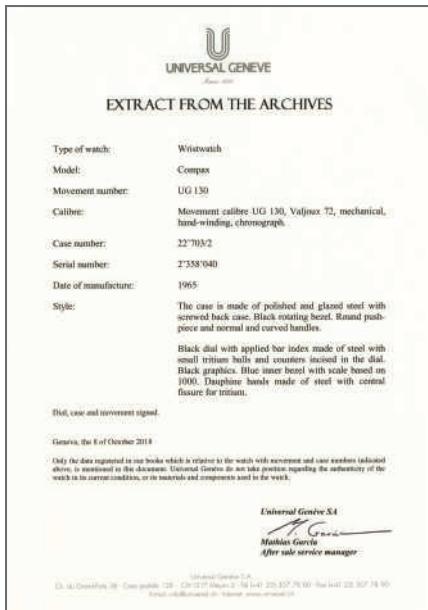 UNIVERSAL GENEVE
EXTRACT FROM THE ARCHIVES
Type of watch: Wristwatch
Model: Compax
Movement number: UG 130
Calibre: Movement calibre UG 130, Valjoux 72, mechanical,
hand-winding, chronograph.
Case number: 22'703/2
Serial number: 2'358'040
Date of manufacture: 1965
Style: The case is made of polished and glazed steel with
screwed back case. Black rotating bezel. Round push-
piece and normal and curved handles.
Black dial with applied bar index made of steel with
small tritium balls and counters incised in the dial.
Black graphics. Blue inner bezel with scale based on
1000. Dauphine hands made of steel with central
fissure for tritium.
Dial, case and movement signed.
Geneva, the 8 of October 2018
Only the data registered in our books which is relative to the watch with movement and case numbers indicated
above, is mentioned in this document. Universal Genève do not take position regarding the authenticity of the
watch in its current condition, or its materials and components used in the watch.
Universal Genève SA
M. Garcia
Mathias Garcia
After sale service manager
Universal Genève S.A.